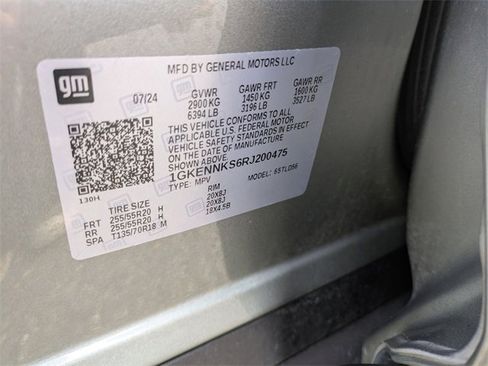 MFD BY GENERAL MOTORS LLC
gm
07/24
GVWR GAWR FRT GAWR RR
2900 KG 1450 KG 1600 KG
6394 LB 3196 LB 3527 LB
THIS VEHICLE CONFORMS TO ALL
APPLICABLE U.S. FEDERAL MOTOR
VEHICLE SAFETY STANDARDS IN EFFECT
ON THE DATE OF MANUFACTURE
SHOWN ABOVE.
1GKENNKS6RJ200475
TYPE: MPV MODEL:
130H
TIRE SIZE RIM
FRT 255/55R20 H 20X8J
RR 255/55R20 H 20X8J
SPA T135/70R18 M 18X4.5B